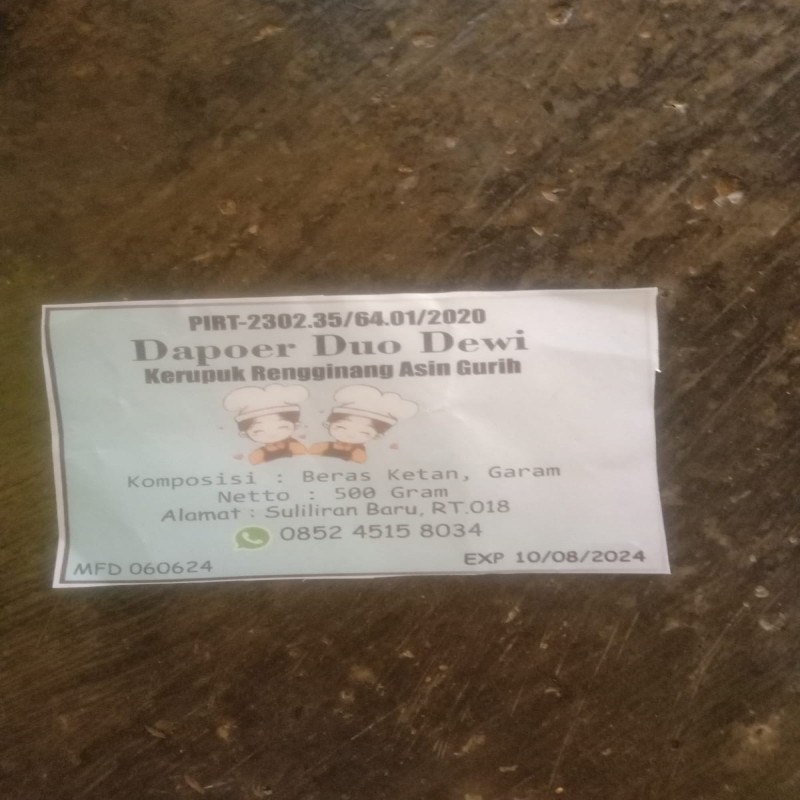 PIRT-2302.35/64.01/2020
Dapoer Duo Dewi
Kerupuk Rengginang Asin Gurih
Komposisi : Beras Ketan, Garam
Netto : 500 Gram
Alamat : Suliliran Baru, RT.018
0852 4515 8034
MFD 060624
EXP 10/08/2024